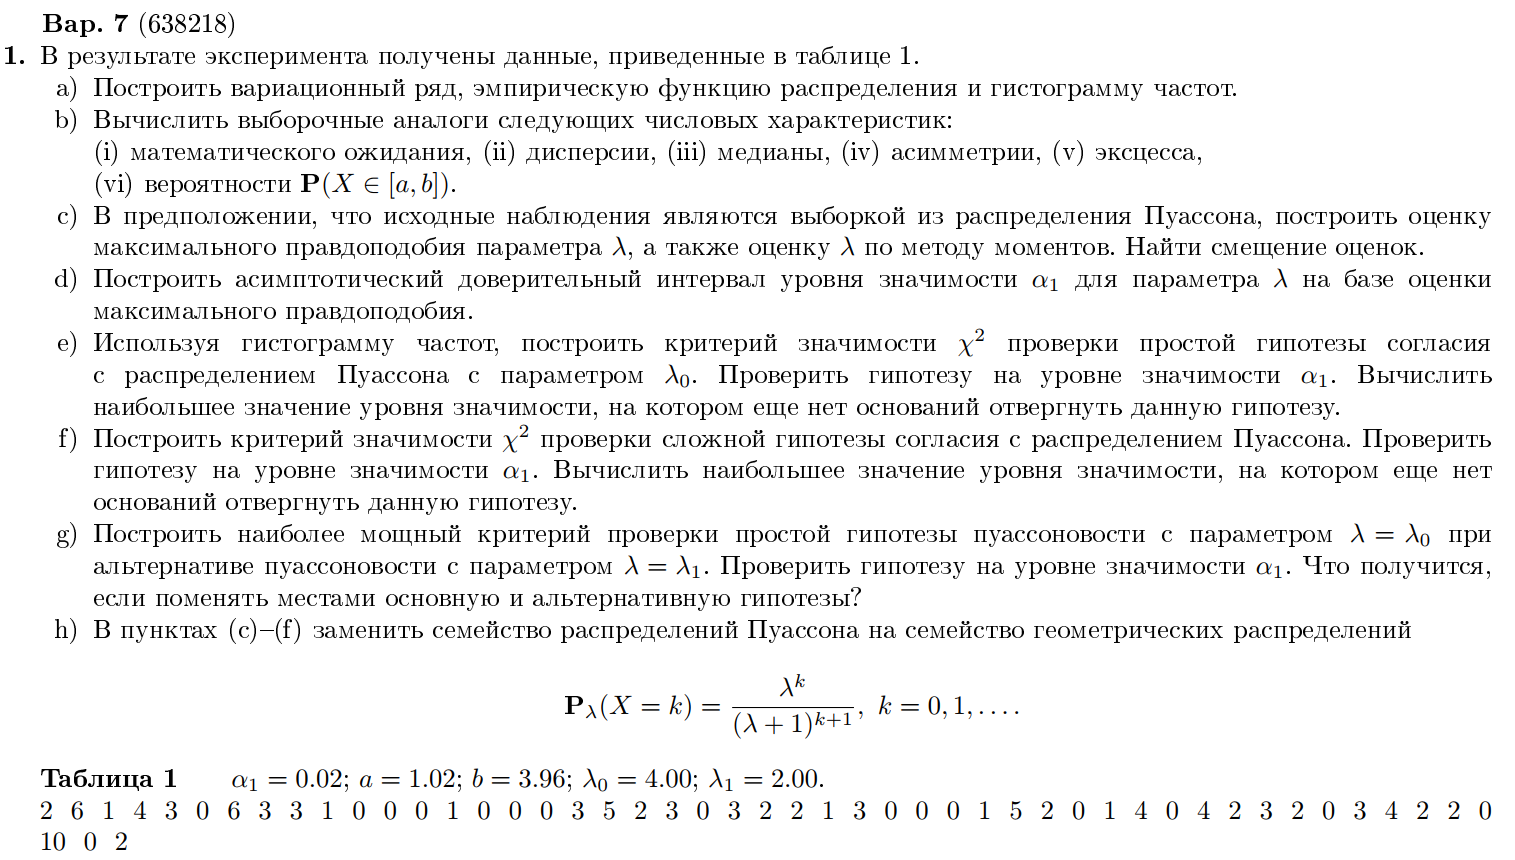 Вар. 7 (638218)
1. В результате эксперимента получены данные, приведенные в таблице 1.
a) Построить вариационный ряд, эмпирическую функцию распределения и гистограмму частот.
b) Вычислить выборочные аналоги следующих числовых характеристик:
(i) математического ожидания, (ii) дисперсии, (iii) медианы, (iv) асимметрии, (v) эксцесса,
(vi) вероятности P(X ∈ [a, b]).
c) В предположении, что исходные наблюдения являются выборкой из распределения Пуассона, построить оценку
максимального правдоподобия параметра λ, а также оценку λ по методу моментов. Найти смещение оценок.
d) Построить асимптотический доверительный интервал уровня значимости α₁ для параметра λ на базе оценки
максимального правдоподобия.
e) Используя гистограмму частот, построить критерий значимости χ² проверки простой гипотезы согласия
с распределением Пуассона с параметром λ₀. Проверить гипотезу на уровне значимости α₁. Вычислить
наибольшее значение уровня значимости, на котором еще нет оснований отвергнуть данную гипотезу.
f) Построить критерий значимости χ² проверки сложной гипотезы согласия с распределением Пуассона. Проверить
гипотезу на уровне значимости α₁. Вычислить наибольшее значение уровня значимости, на котором еще нет
оснований отвергнуть данную гипотезу.
g) Построить наиболее мощный критерий проверки простой гипотезы пуассоновости с параметром λ = λ₀ при
альтернативе пуассоновости с параметром λ = λ₁. Проверить гипотезу на уровне значимости α₁. Что получится,
если поменять местами основную и альтернативную гипотезы?
h) В пунктах (c)–(f) заменить семейство распределений Пуассона на семейство геометрических распределений
P_λ(X = k) = λ^k / (λ + 1)^{k+1}, k = 0, 1, . . . .
Таблица 1 α₁ = 0.02; a = 1.02; b = 3.96; λ₀ = 4.00; λ₁ = 2.00.
2 6 1 4 3 0 6 3 3 1 0 0 0 1 0 0 0 3 5 2 3 0 3 2 2 1 3 0 0 0 1 5 2 0 1 4 0 4 2 3 2 0 3 4 2 2 0
10 0 2